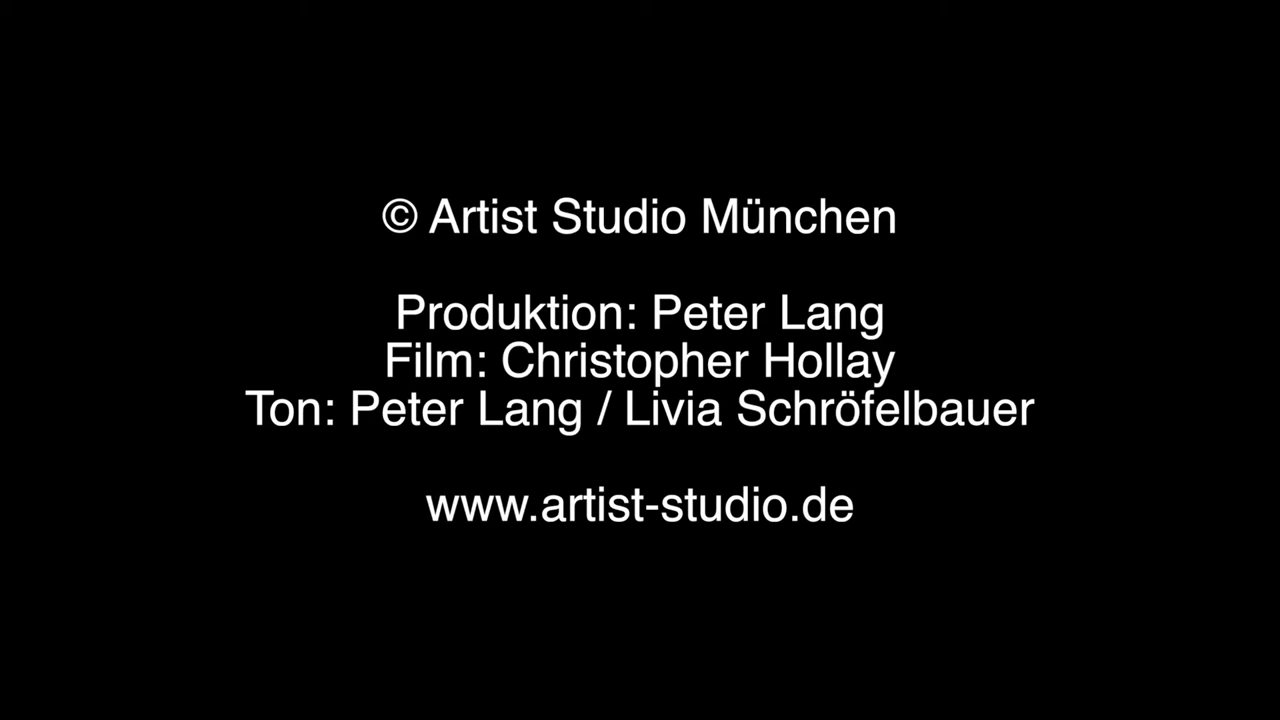 © Artist Studio München
Produktion: Peter Lang
Film: Christopher Hollay
Ton: Peter Lang / Livia Schröfelbauer
www.artist-studio.de